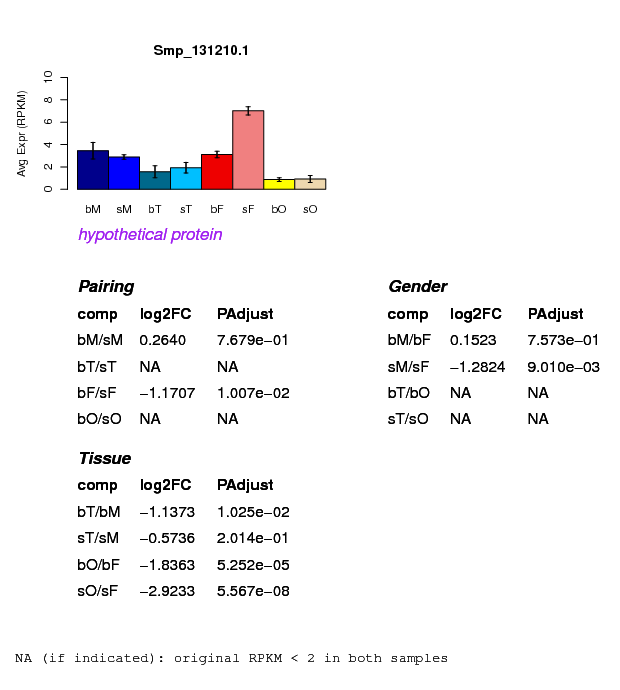 Smp_131210.1
Avg Expr (RPKM)
10
8
6
4
2
0
bM sM bT sT bF sF bO sO
hypothetical protein
Pairing
comp log2FC PAdjust
bM/sM 0.2640 7.679e−01
bT/sT NA NA
bF/sF −1.1707 1.007e−02
bO/sO NA NA
Gender
comp log2FC PAdjust
bM/bF 0.1523 7.573e−01
sM/sF −1.2824 9.010e−03
bT/bO NA NA
sT/sO NA NA
Tissue
comp log2FC PAdjust
bT/bM −1.1373 1.025e−02
sT/sM −0.5736 2.014e−01
bO/bF −1.8363 5.252e−05
sO/sF −2.9233 5.567e−08
NA (if indicated): original RPKM < 2 in both samples